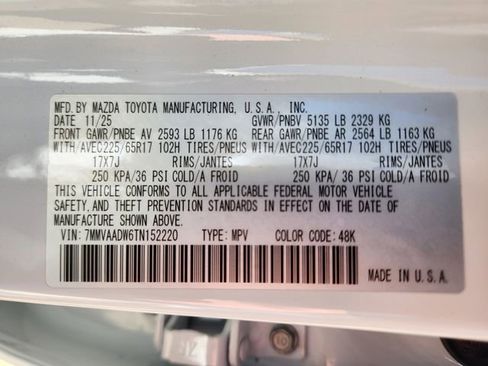 MFD. BY MAZDA TOYOTA MANUFACTURING, U.S.A., INC.
DATE 11/25 GVWR/PNBV 5135 LB 2329 KG
FRONT GAWR/PNBE AV 2593 LB 1176 KG REAR GAWR/PNBE AR 2564 LB 1163 KG
WITH/AVEC225/65R17 102H TIRES/PNEUS WITH/AVEC225/65R17 102H TIRES/PNEUS
17X7J RIMS/JANTES 17X7J RIMS/JANTES
250 KPA/36 PSI COLD/A FROID 250 KPA/36 PSI COLD/A FROID
THIS VEHICLE CONFORMS TO ALL APPLICABLE FEDERAL MOTOR VEHICLE
SAFETY, AND THEFT PREVENTION STANDARDS IN EFFECT ON THE DATE OF
MANUFACTURE SHOWN ABOVE.
VIN: 7MMVAADW6TN152220 TYPE: MPV COLOR CODE: 48K
MADE IN U.S.A.